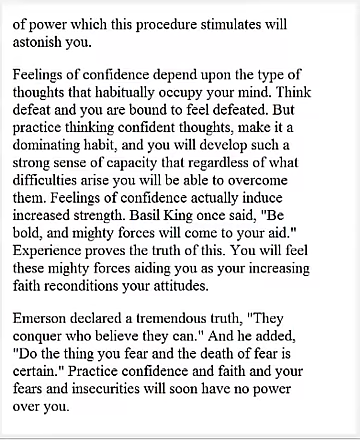 of power which this procedure stimulates will
astonish you.
Feelings of confidence depend upon the type of
thoughts that habitually occupy your mind. Think
defeat and you are bound to feel defeated. But
practice thinking confident thoughts, make it a
dominating habit, and you will develop such a
strong sense of capacity that regardless of what
difficulties arise you will be able to overcome
them. Feelings of confidence actually induce
increased strength. Basil King once said, "Be
bold, and mighty forces will come to your aid."
Experience proves the truth of this. You will feel
these mighty forces aiding you as your increasing
faith reconditions your attitudes.
Emerson declared a tremendous truth, "They
conquer who believe they can." And he added,
"Do the thing you fear and the death of fear is
certain." Practice confidence and faith and your
fears and insecurities will soon have no power
over you.